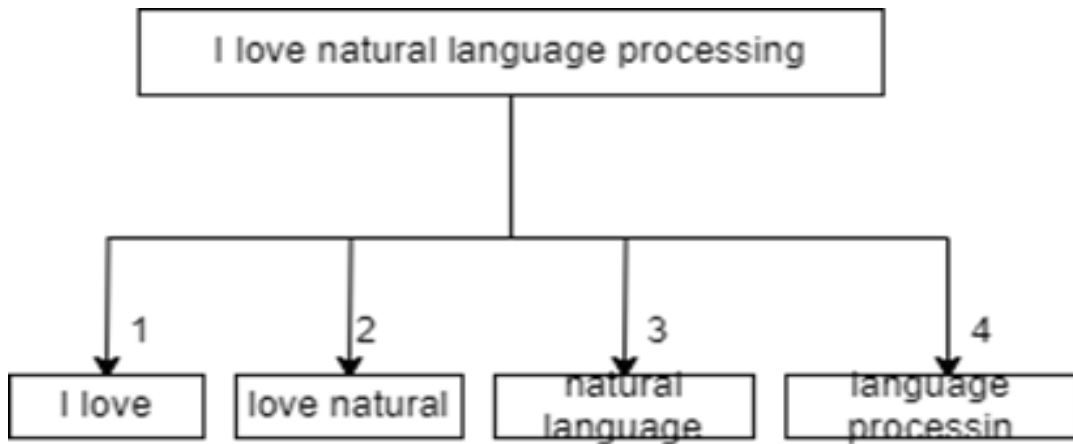 I love natural language processing
1
2
3
4
I love
love natural
natural
language
language
processin